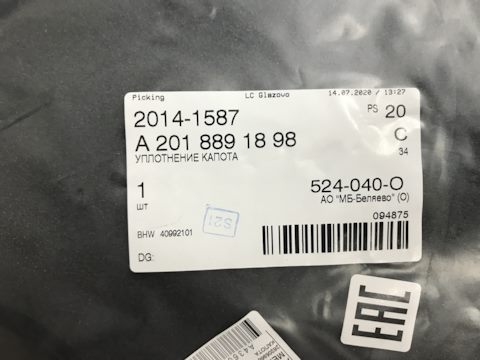 Picking LC Glazovo 14.07.2020 / 13:27
2014-1587 PS 20
A 201 889 18 98 C
УПЛОТНЕНИЕ КАПОТА 34
1 524-040-O
шт АО "МБ-Беляево" (O)
094875
S21
BHW 40992101
DG:
EAC